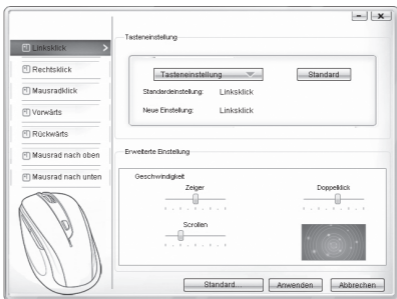 Linksklick
Rechtsklick
Mausradklick
Vorwärts
Rückwärts
Mausrad nach oben
Mausrad nach unten
Tasteneinstellung
Tasteneinstellung Standard
Standardeinstellung: Linksklick
Neue Einstellung: Linksklick
Erweiterte Einstellung
Geschwindigkeit
Zeiger Doppelklick
Scrollen
Standard... Anwenden Abbrechen